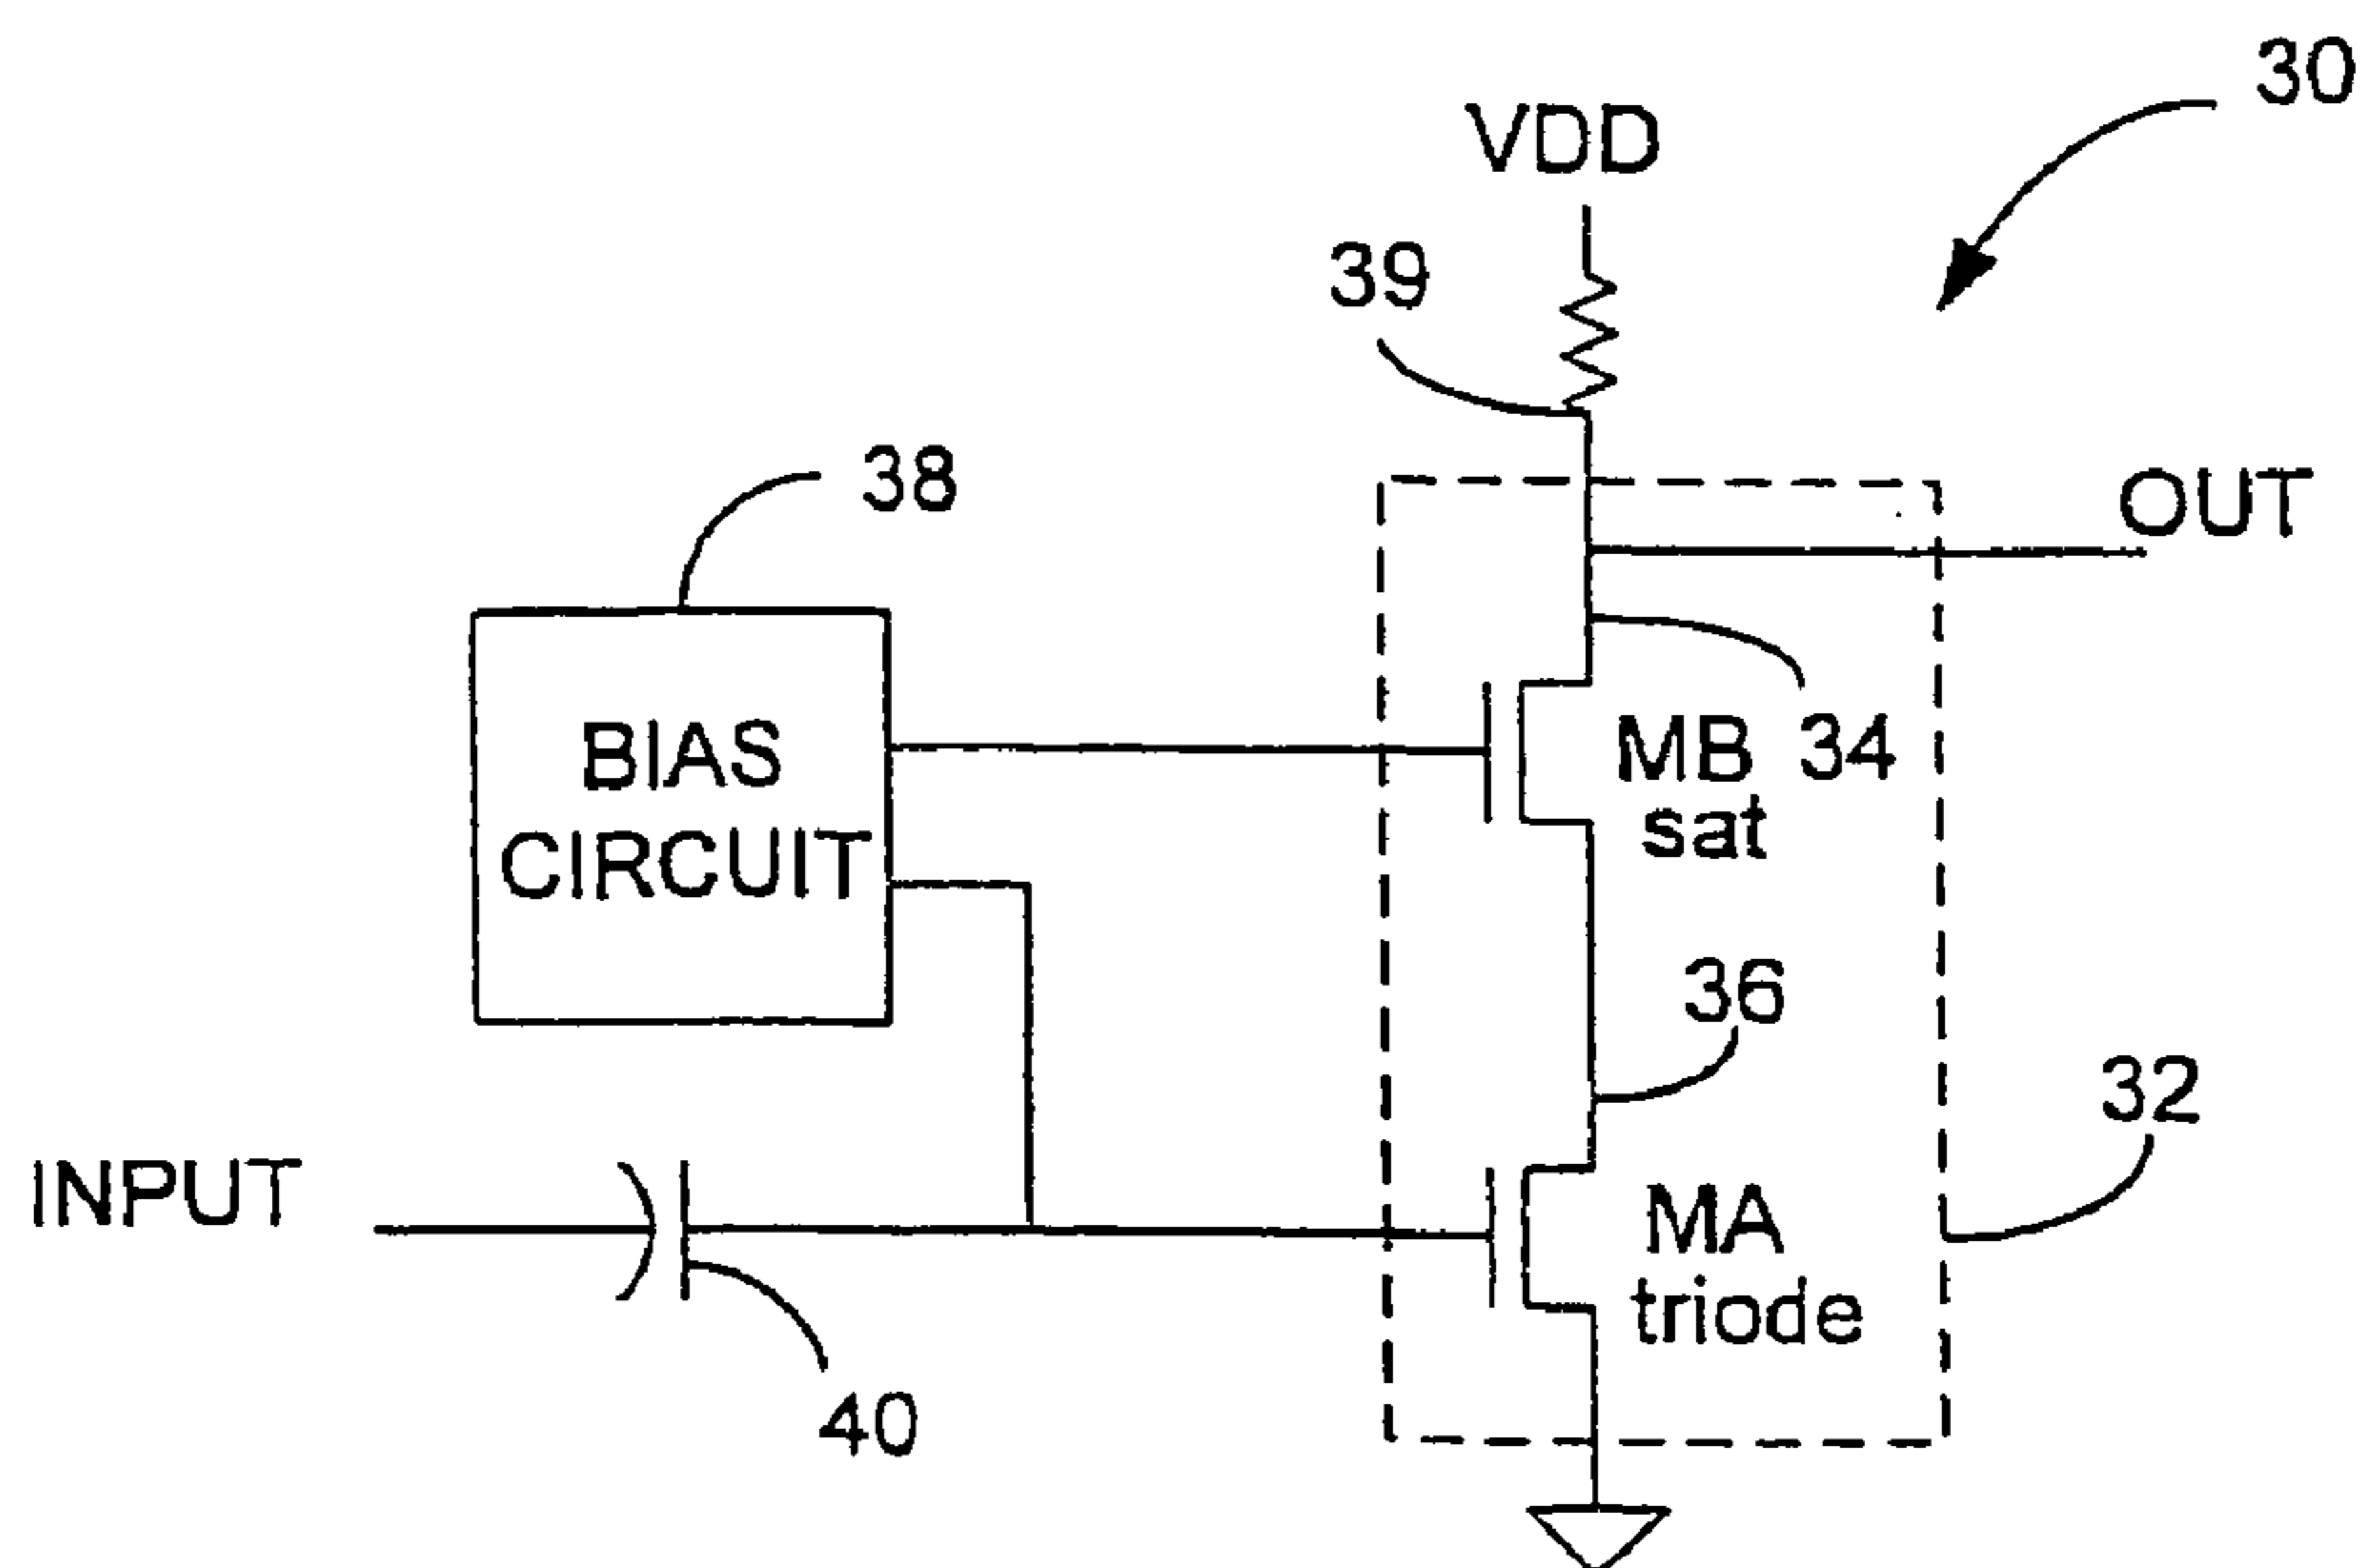 30
VDD
39
38
OUT
BIAS
CIRCUIT
MB
sat
34
36
32
INPUT
MA
triode
40